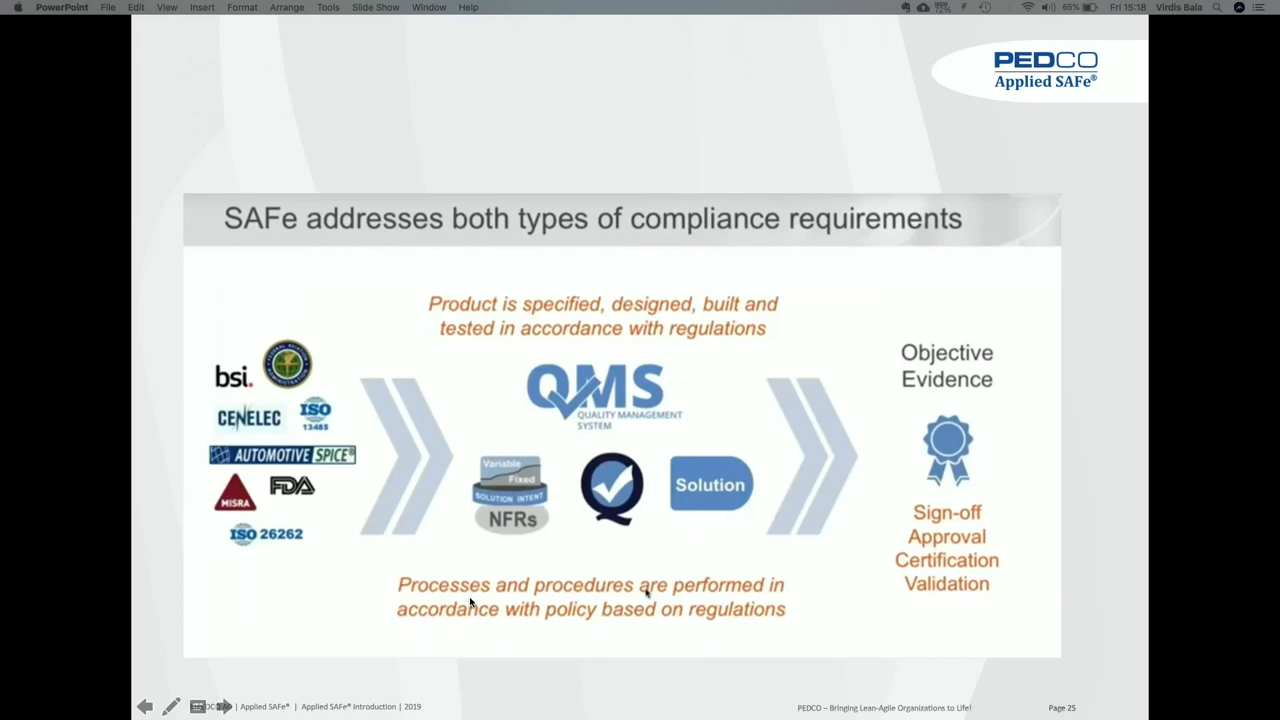 PowerPoint File Edit View Insert Format Arrange Tools Slide Show Window Help
65% Fri 15:18 Virdis Bala
PEDCO
Applied SAFe®
SAFe addresses both types of compliance requirements
Product is specified, designed, built and
tested in accordance with regulations
bsi.
CENELEC
ISO
13485
AUTOMOTIVE SPICE®
MISRA
FDA
ISO 26262
QMS
QUALITY MANAGEMENT
SYSTEM
Variable
Fixed
SOLUTION INTENT
NFRs
Solution
Objective
Evidence
Sign-off
Approval
Certification
Validation
Processes and procedures are performed in
accordance with policy based on regulations
| Applied SAFe® | Applied SAFe® Introduction | 2019
PEDCO – Bringing Lean-Agile Organizations to Life!
Page 25